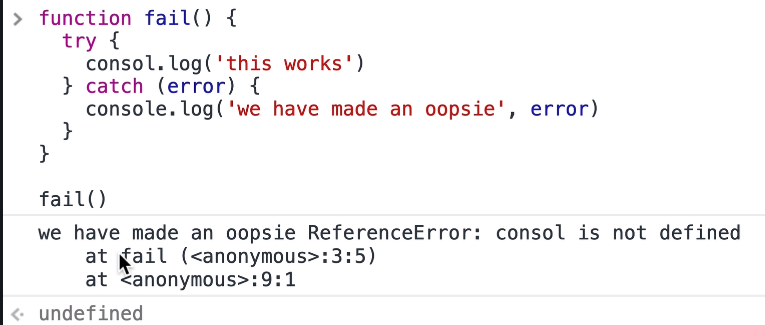 function fail() {
try {
consol.log('this works')
} catch (error) {
console.log('we have made an oopsie', error)
}
}
fail()
we have made an oopsie ReferenceError: consol is not defined
at fail (<anonymous>:3:5)
at <anonymous>:9:1
undefined